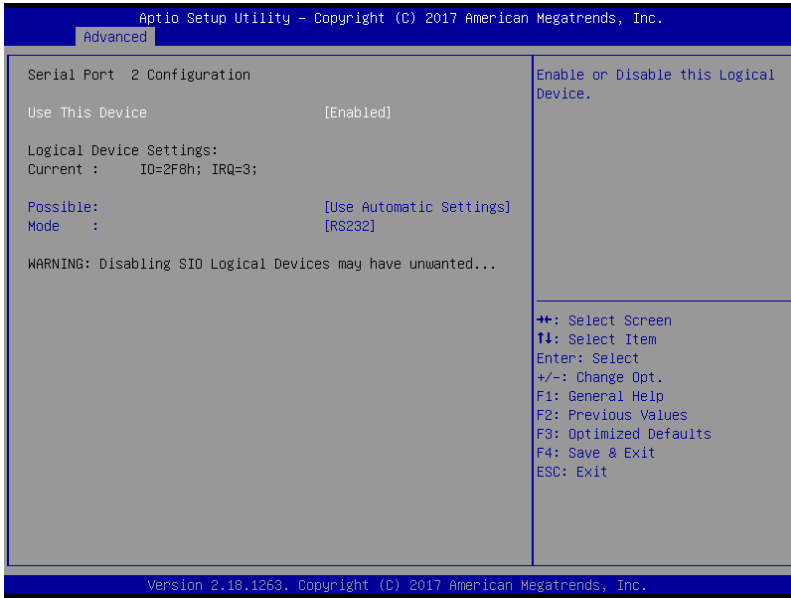 Aptio Setup Utility – Copyright (C) 2017 American Megatrends, Inc.
Advanced
Serial Port 2 Configuration
Use This Device [Enabled]
Logical Device Settings:
Current : IO=2F8h; IRQ=3;
Possible: [Use Automatic Settings]
Mode : [RS232]
WARNING: Disabling SIO Logical Devices may have unwanted...
Enable or Disable this Logical
Device.
→←: Select Screen
↑↓: Select Item
Enter: Select
+/-: Change Opt.
F1: General Help
F2: Previous Values
F3: Optimized Defaults
F4: Save & Exit
ESC: Exit
Version 2.18.1263. Copyright (C) 2017 American Megatrends, Inc.